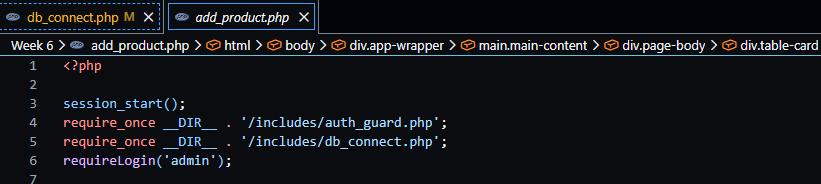 db_connect.php M add_product.php
Week 6 > add_product.php > html > body > div.app-wrapper > main.main-content > div.page-body > div.table-card
1 <?php
2
3 session_start();
4 require_once __DIR__ . '/includes/auth_guard.php';
5 require_once __DIR__ . '/includes/db_connect.php';
6 requireLogin('admin');
7